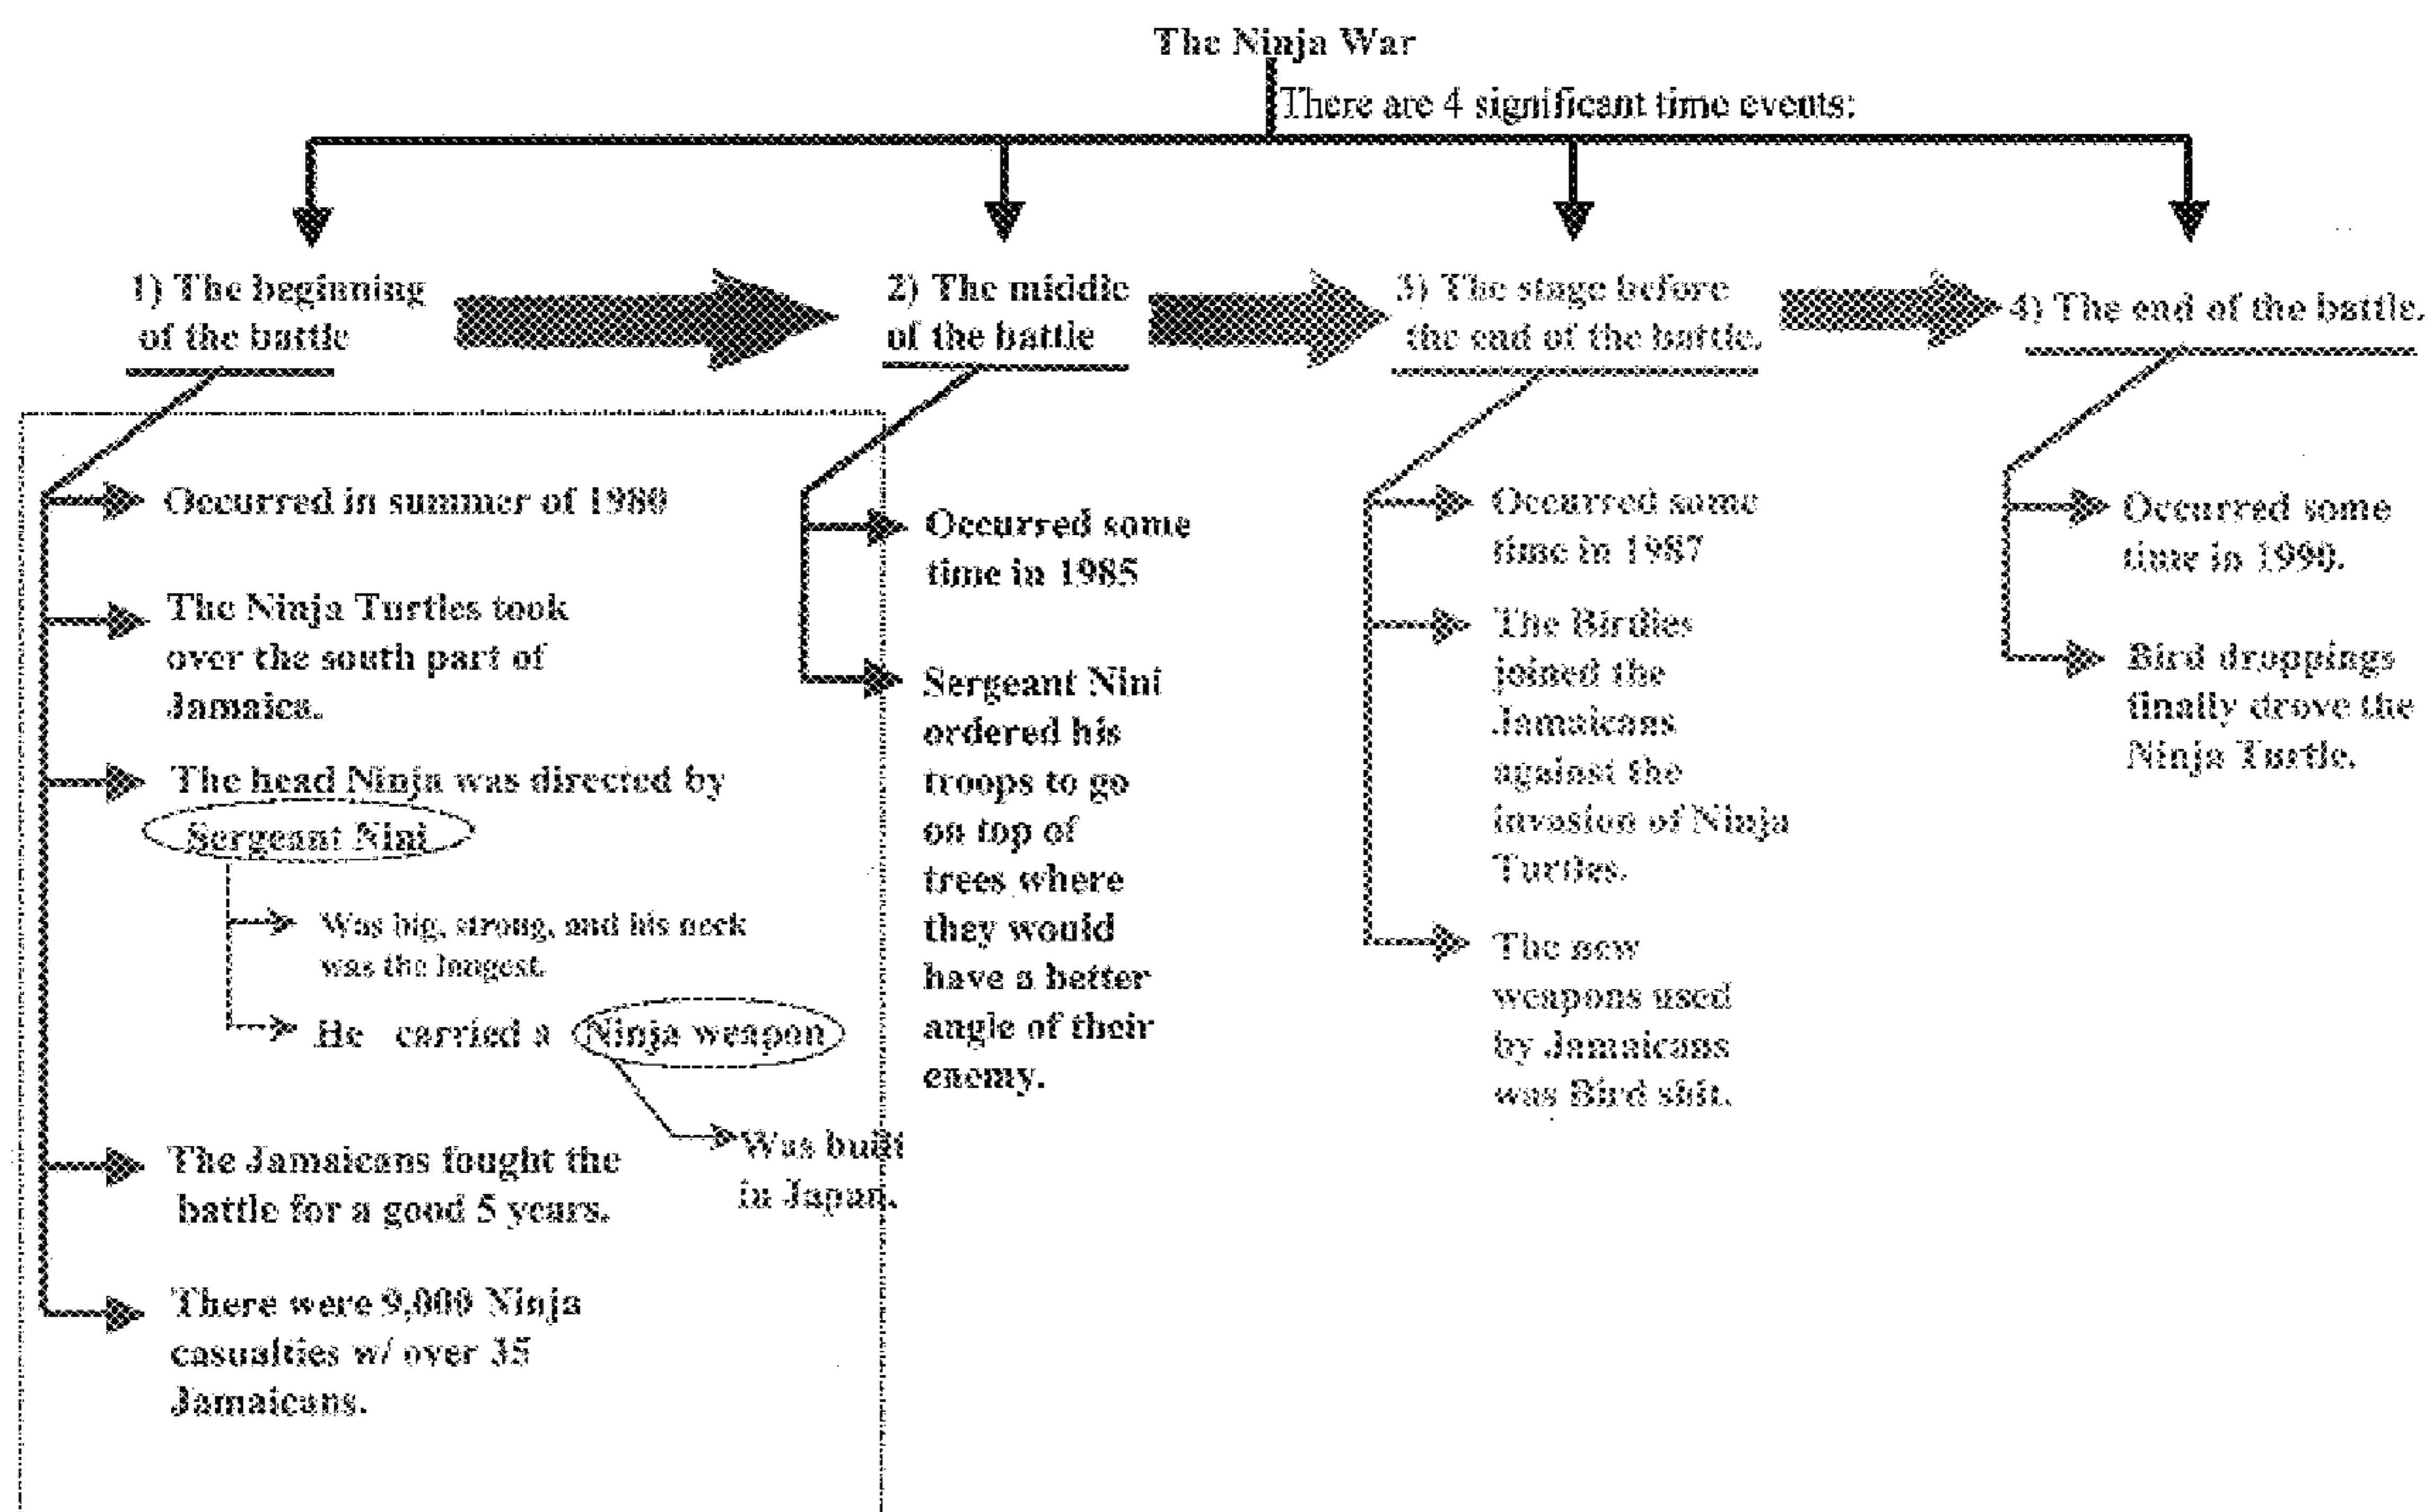 The Ninja War
There are 4 significant time events:
1) The beginning
of the battle
Occurred in summer of 1980
The Ninja Turtles took
over the south part of
Jamaica.
The head Ninja was directed by
Sergeant Nini
Was big, strong, and his neck
was the longest.
He carried a Ninja weapon
Was built
in Japan.
The Jamaicans fought the
battle for a good 5 years.
There were 9,000 Ninja
casualties w/ over 35
Jamaicans.
2) The middle
of the battle
Occurred some
time in 1985
Sergeant Nini
ordered his
troops to go
on top of
trees where
they would
have a better
angle of their
enemy.
3) The stage before
the end of the battle.
Occurred some
time in 1987
The Birdies
joined the
Jamaicans
against the
invasion of Ninja
Turtles.
The new
weapons used
by Jamaicans
was Bird shit.
4) The end of the battle.
Occurred some
time in 1990.
Bird droppings
finally drove the
Ninja Turtle.